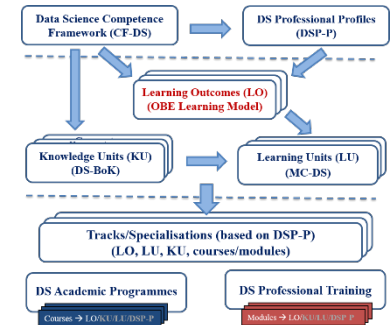 Data Science Competence
Framework (CF-DS)
DS Professional Profiles
(DSP-P)
Learning Outcomes (LO)
(OBE Learning Model)
Knowledge Units (KU)
(DS-BoK)
Learning Units (LU)
(MC-DS)
Tracks/Specialisations (based on DSP-P)
(LO, LU, KU, courses/modules)
DS Academic Programmes
DS Professional Training
Courses → LO/KU/LU/DSP-P
Modules → LO/KU/LU/DSP-P